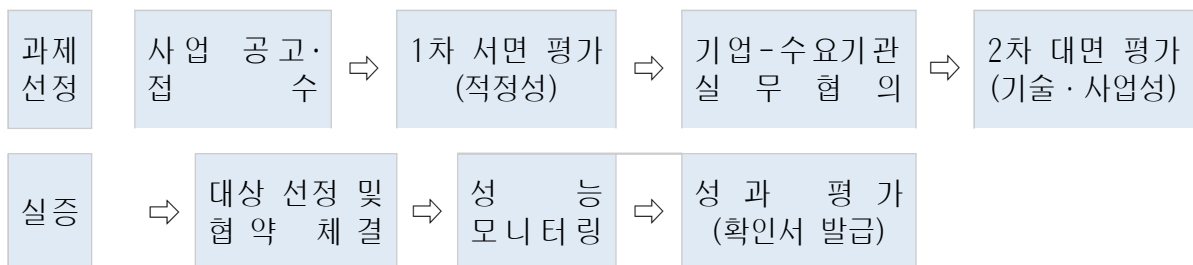 과제
선정
사업 공고·
접수
⇨
1차 서면 평가
(적정성)
⇨
기업-수요기관
실무협의
⇨
2차 대면 평가
(기술·사업성)
실증
⇨
대상 선정 및
협약 체결
⇨
성능
모니터링
⇨
성과 평가
(확인서 발급)